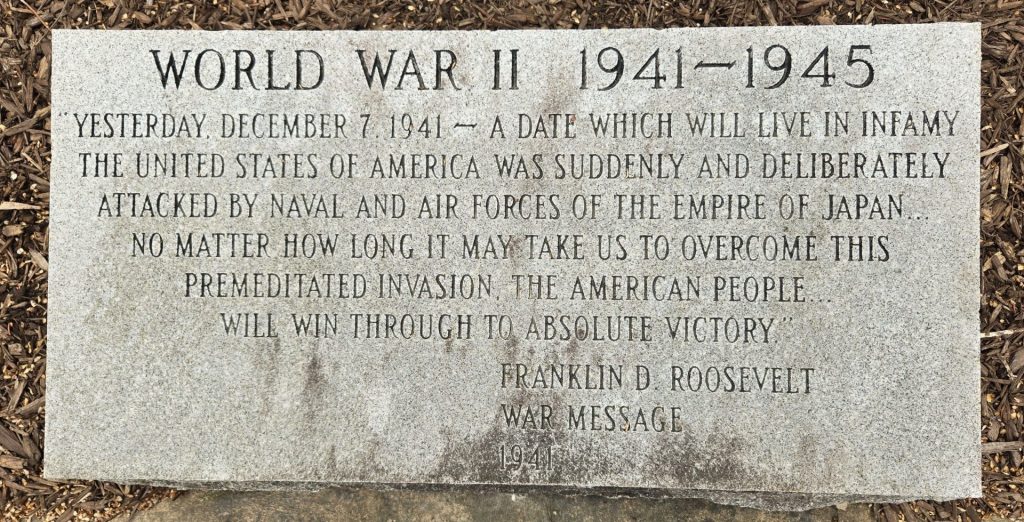 WORLD WAR II 1941–1945
"YESTERDAY, DECEMBER 7, 1941 — A DATE WHICH WILL LIVE IN INFAMY
THE UNITED STATES OF AMERICA WAS SUDDENLY AND DELIBERATELY
ATTACKED BY NAVAL AND AIR FORCES OF THE EMPIRE OF JAPAN...
NO MATTER HOW LONG IT MAY TAKE US TO OVERCOME THIS
PREMEDITATED INVASION, THE AMERICAN PEOPLE...
WILL WIN THROUGH TO ABSOLUTE VICTORY."
FRANKLIN D. ROOSEVELT
WAR MESSAGE
1941